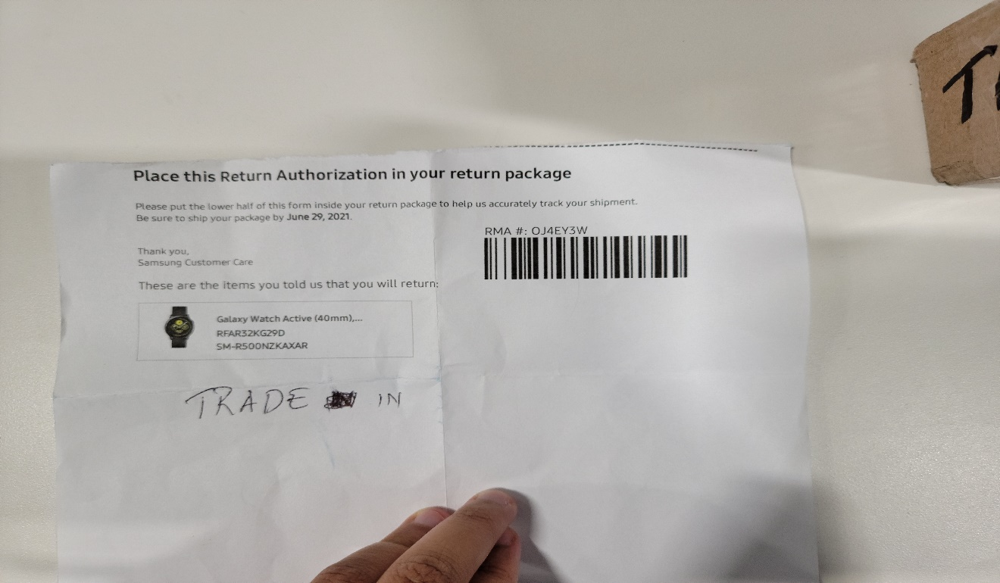 Place this Return Authorization in your return package
Please put the lower half of this form inside your return package to help us accurately track your shipment.
Be sure to ship your package by June 29, 2021.
RMA #: OJ4EY3W
Thank you,
Samsung Customer Care
These are the items you told us that you will return:
Galaxy Watch Active (40mm),...
RFAR32KG29D
SM-R500NZKAXAR
TRADE IN